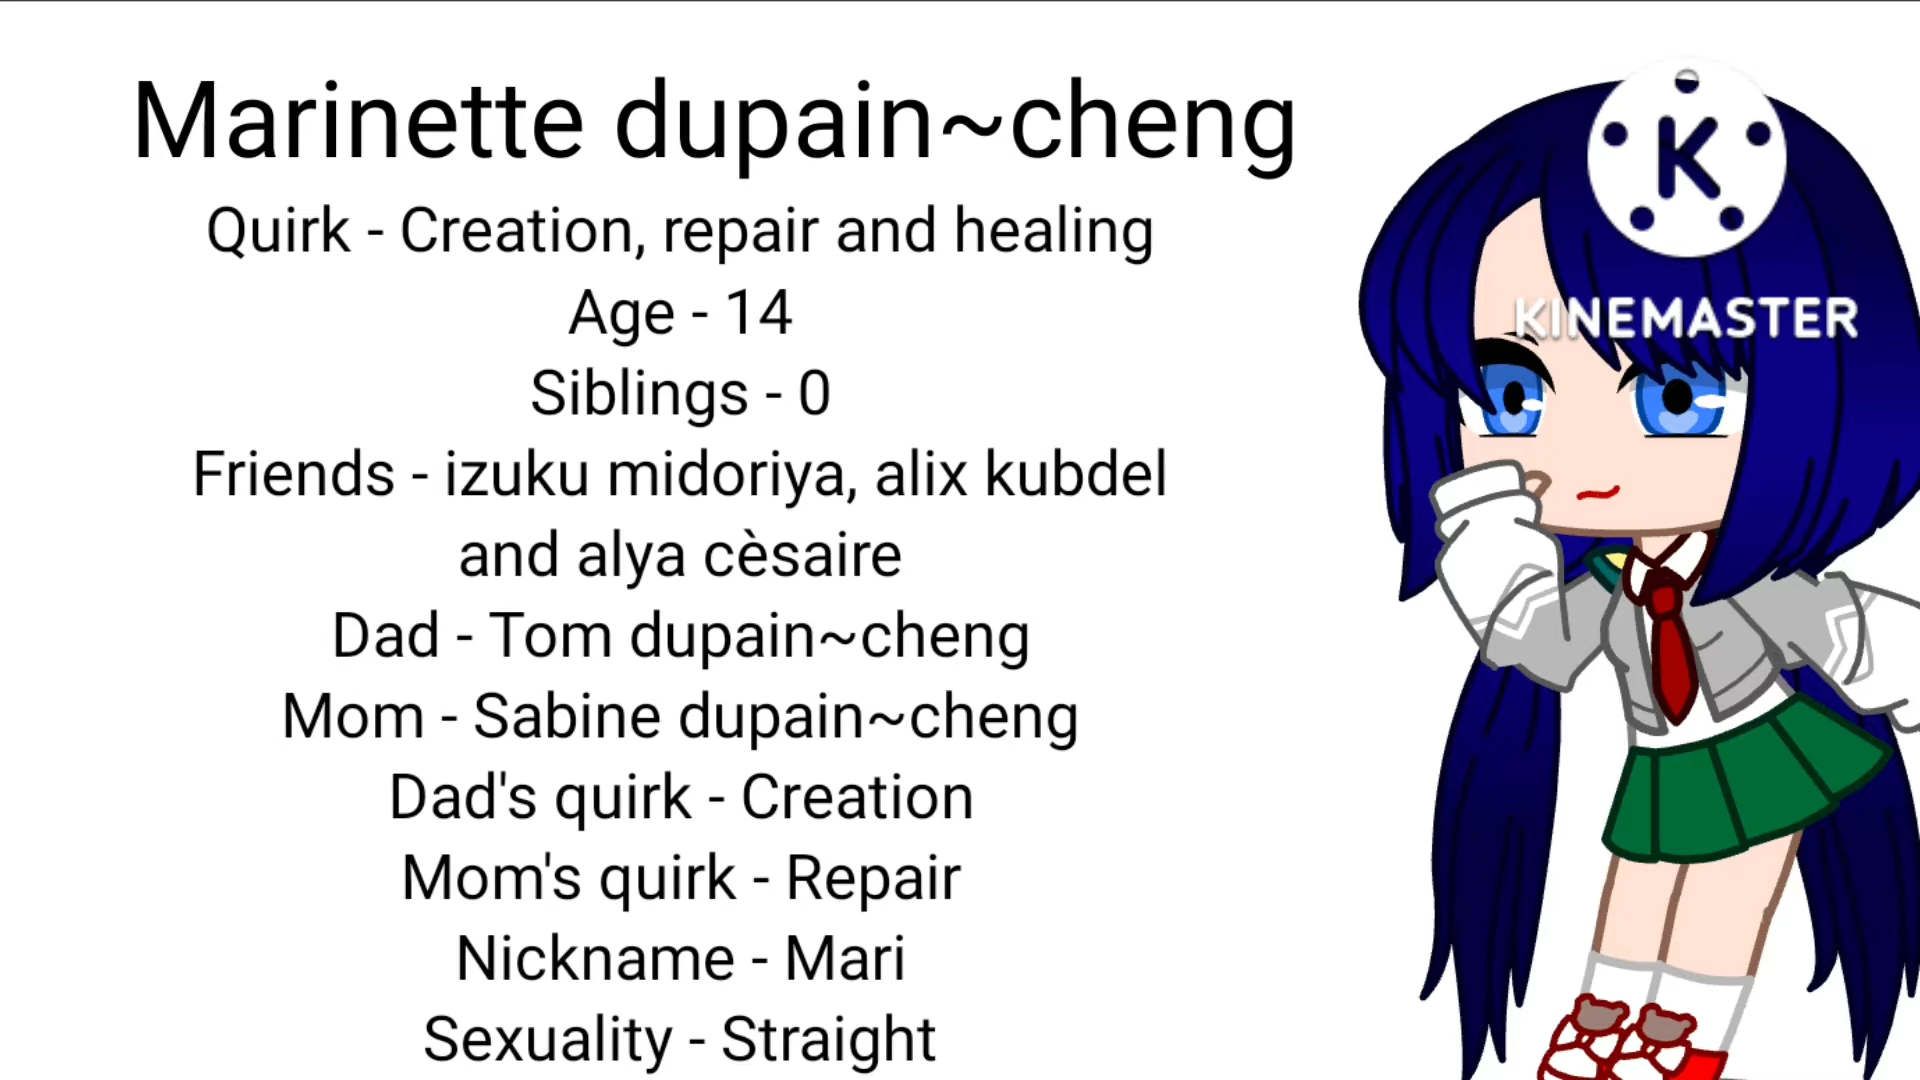 Marinette dupain~cheng
Quirk - Creation, repair and healing
Age - 14
Siblings - 0
Friends - izuku midoriya, alix kubdel
and alya cèsaire
Dad - Tom dupain~cheng
Mom - Sabine dupain~cheng
Dad's quirk - Creation
Mom's quirk - Repair
Nickname - Mari
Sexuality - Straight
K
KINEMASTER